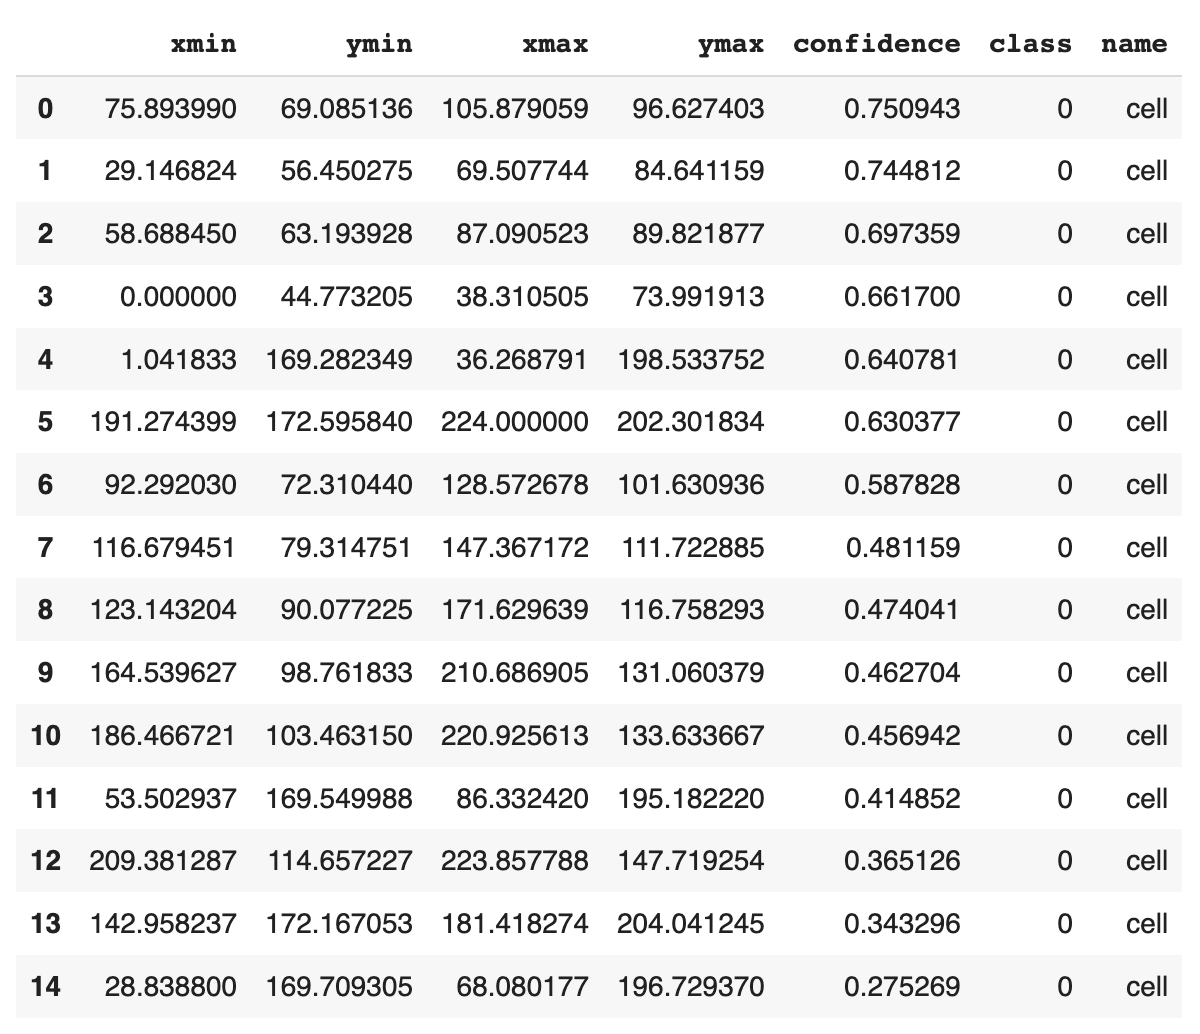 xmin ymin xmax ymax confidence class name
0 75.893990 69.085136 105.879059 96.627403 0.750943 0 cell
1 29.146824 56.450275 69.507744 84.641159 0.744812 0 cell
2 58.688450 63.193928 87.090523 89.821877 0.697359 0 cell
3 0.000000 44.773205 38.310505 73.991913 0.661700 0 cell
4 1.041833 169.282349 36.268791 198.533752 0.640781 0 cell
5 191.274399 172.595840 224.000000 202.301834 0.630377 0 cell
6 92.292030 72.310440 128.572678 101.630936 0.587828 0 cell
7 116.679451 79.314751 147.367172 111.722885 0.481159 0 cell
8 123.143204 90.077225 171.629639 116.758293 0.474041 0 cell
9 164.539627 98.761833 210.686905 131.060379 0.462704 0 cell
10 186.466721 103.463150 220.925613 133.633667 0.456942 0 cell
11 53.502937 169.549988 86.332420 195.182220 0.414852 0 cell
12 209.381287 114.657227 223.857788 147.719254 0.365126 0 cell
13 142.958237 172.167053 181.418274 204.041245 0.343296 0 cell
14 28.838800 169.709305 68.080177 196.729370 0.275269 0 cell